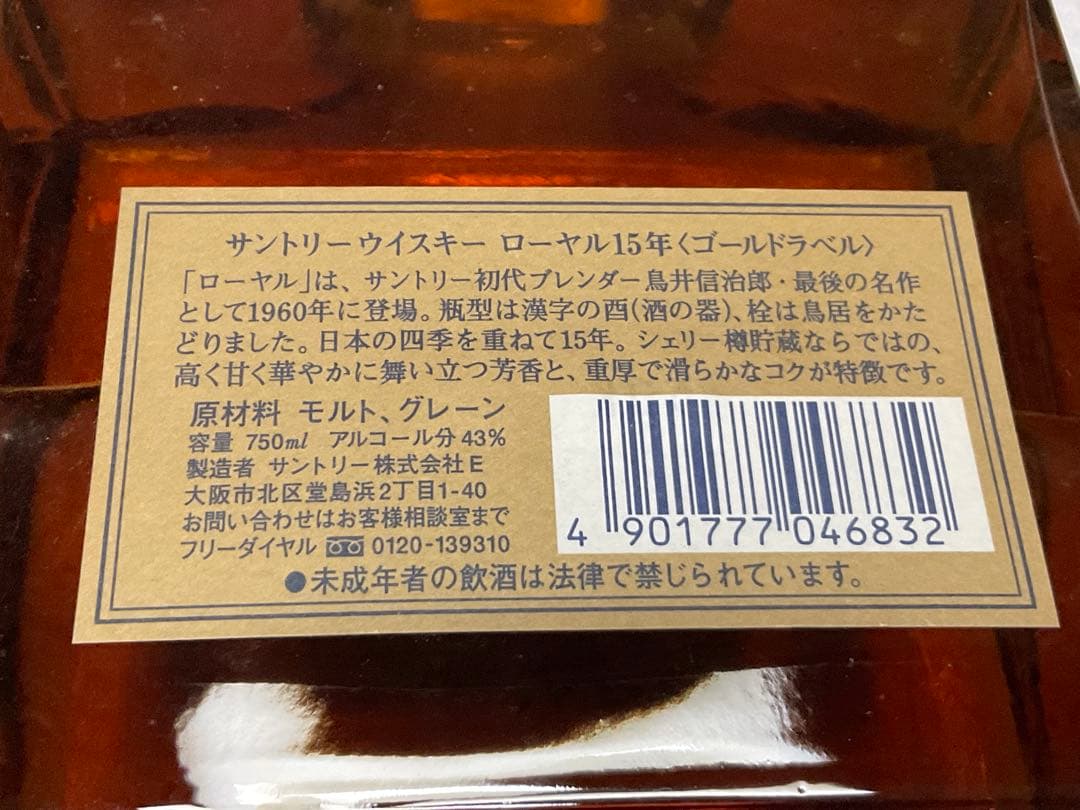 サントリーウイスキー ローヤル15年〈ゴールドラベル〉
「ローヤル」は、サントリー初代ブレンダー鳥井信治郎・最後の名作
として1960年に登場。瓶型は漢字の酉(酒の器)、栓は鳥居をかた
どりました。日本の四季を重ねて15年。シェリー樽貯蔵ならではの、
高く甘く華やかに舞い立つ芳香と、重厚で滑らかなコクが特徴です。
原材料 モルト、グレーン
容量 750ml アルコール分43%
製造者 サントリー株式会社E
大阪市北区堂島浜2丁目1-40
お問い合わせはお客様相談室まで
フリーダイヤル 0120-139310
4 901777 046832
●未成年者の飲酒は法律で禁じられています。